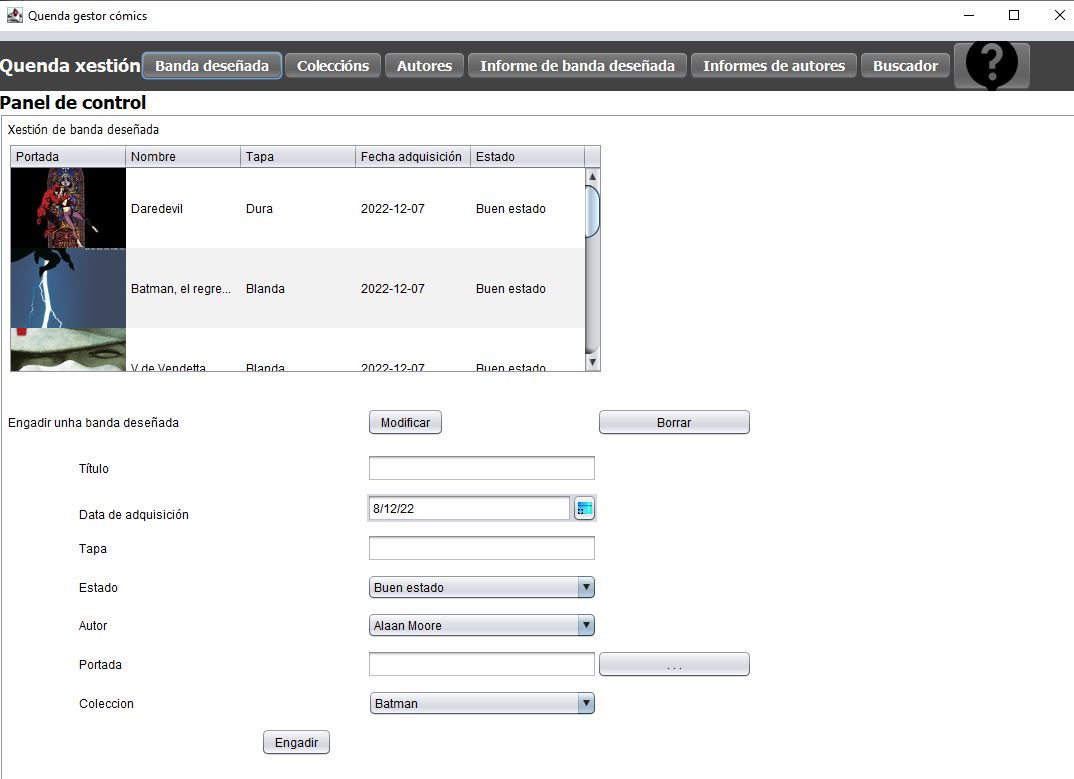 Quenda gestor cómics
Quenda xestión Banda deseñada Coleccións Autores Informe de banda deseñada Informes de autores Buscador ?
Panel de control
Xestión de banda deseñada
Portada Nombre Tapa Fecha adquisición Estado
Daredevil Dura 2022-12-07 Buen estado
Batman, el regre... Blanda 2022-12-07 Buen estado
V de Vendetta Blanda 2022-12-07 Buen estado
Engadir unha banda deseñada Modificar Borrar
Título
Data de adquisición 8/12/22
Tapa
Estado Buen estado
Autor Alaan Moore
Portada ...
Coleccion Batman
Engadir